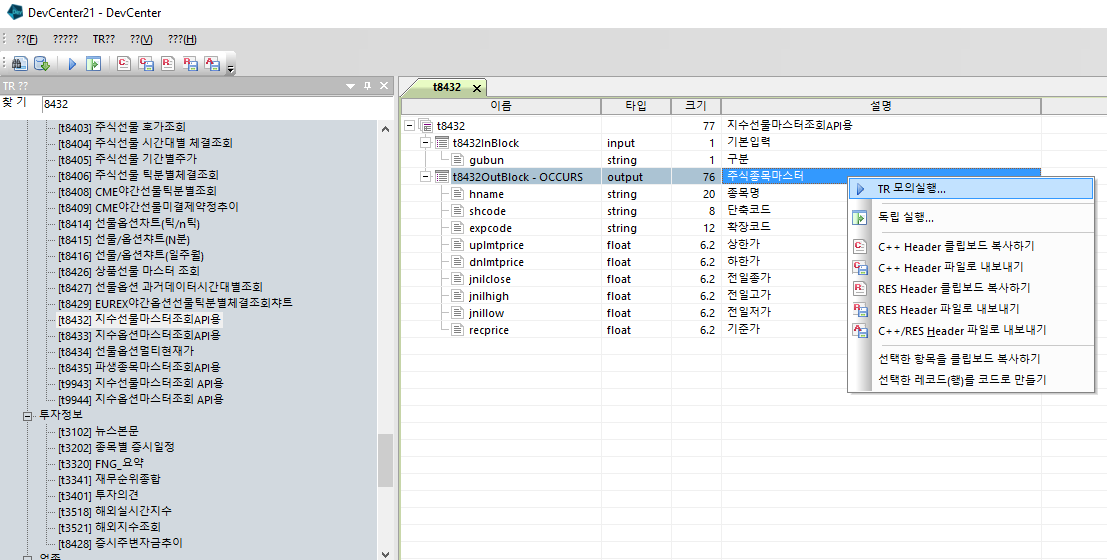 DevCenter21 - DevCenter
??(F) ????? TR?? ??(V) ???(H)
TR ??
찾 기 8432
[t8403] 주식선물 호가조회
[t8404] 주식선물 시간대별 체결조회
[t8405] 주식선물 기간별주가
[t8406] 주식선물 틱분별체결조회
[t8408] CME야간선물틱분별조회
[t8409] CME야간선물미결제약정추이
[t8414] 선물옵션차트(틱/n틱)
[t8415] 선물/옵션챠트(N분)
[t8416] 선물/옵션챠트(일주월)
[t8426] 상품선물 마스터 조회
[t8427] 선물옵션 과거데이터시간대별조회
[t8429] EUREX야간옵션선물틱분별체결조회챠트
[t8432] 지수선물마스터조회API용
[t8433] 지수옵션마스터조회API용
[t8434] 선물옵션멀티현재가
[t8435] 파생종목마스터조회 API용
[t9943] 지수선물마스터조회 API용
[t9944] 지수옵션마스터조회 API용
투자정보
[t3102] 뉴스본문
[t3202] 종목별 증시일정
[t3320] FNG_요약
[t3341] 재무순위종합
[t3401] 투자의견
[t3518] 해외실시간지수
[t3521] 해외지수조회
[t8428] 증시주변자금추이
업종
t8432
이름 타입 크기 설명
t8432 77 지수선물마스터조회API용
t8432InBlock input 1 기본입력
gubun string 1 구분
t8432OutBlock - OCCURS output 76 주식종목마스터
hname string 20 종목명
shcode string 8 단축코드
expcode string 12 확장코드
uplmtprice float 6.2 상한가
dnlmtprice float 6.2 하한가
jnilclose float 6.2 전일종가
jnilhigh float 6.2 전일고가
jnillow float 6.2 전일저가
recprice float 6.2 기준가
TR 모의실행...
독립 실행...
C++ Header 클립보드 복사하기
C++ Header 파일로 내보내기
RES Header 클립보드 복사하기
RES Header 파일로 내보내기
C++/RES Header 파일로 내보내기
선택한 항목을 클립보드 복사하기
선택한 레코드(행)를 코드로 만들기